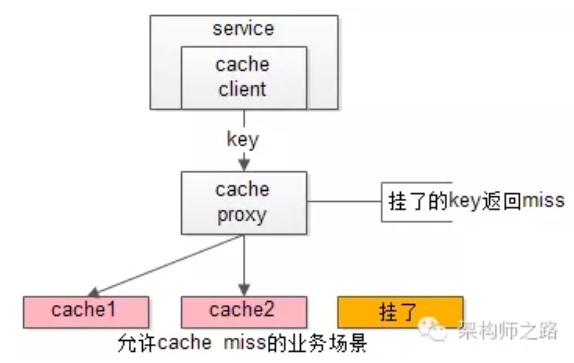 service
cache
client
key
cache
proxy
挂了的key返回miss
cache1
cache2
挂了
允许cache miss的业务场景
架构师之路